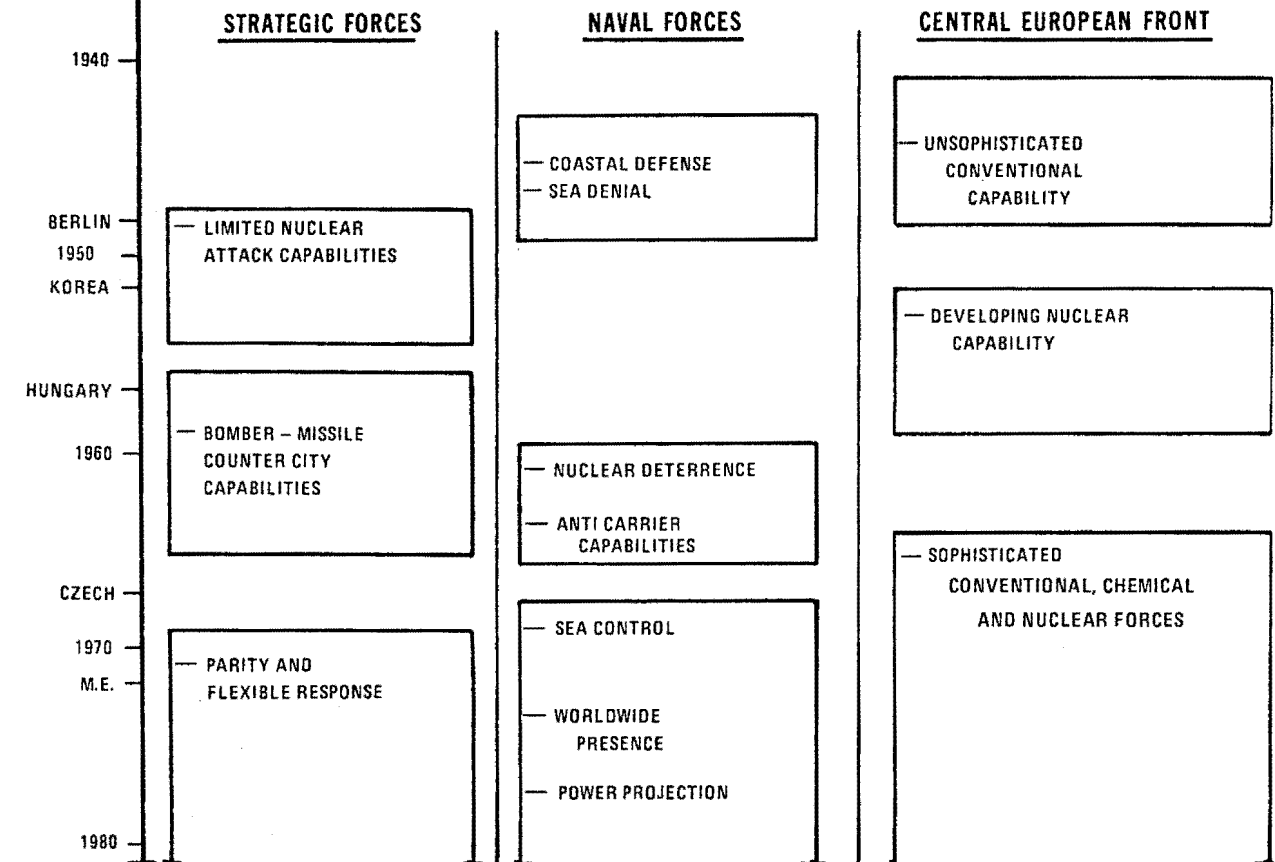 STRATEGIC FORCES
NAVAL FORCES
CENTRAL EUROPEAN FRONT
1940
BERLIN
1950
KOREA
HUNGARY
1960
CZECH
1970
M.E.
1980
— LIMITED NUCLEAR
ATTACK CAPABILITIES
— BOMBER – MISSILE
COUNTER CITY
CAPABILITIES
— PARITY AND
FLEXIBLE RESPONSE
— COASTAL DEFENSE
— SEA DENIAL
— NUCLEAR DETERRENCE
— ANTI CARRIER
CAPABILITIES
— SEA CONTROL
— WORLDWIDE
PRESENCE
— POWER PROJECTION
— UNSOPHISTICATED
CONVENTIONAL
CAPABILITY
— DEVELOPING NUCLEAR
CAPABILITY
— SOPHISTICATED
CONVENTIONAL, CHEMICAL
AND NUCLEAR FORCES